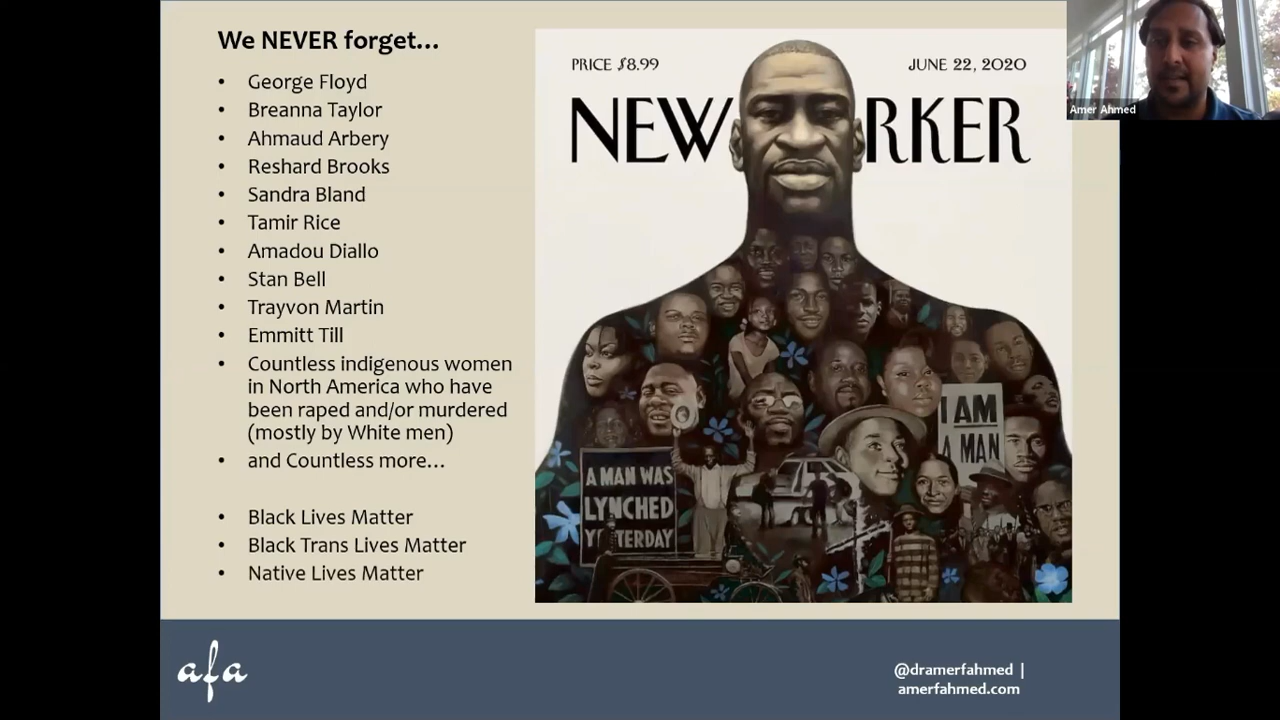 We NEVER forget...
• George Floyd
• Breanna Taylor
• Ahmaud Arbery
• Reshard Brooks
• Sandra Bland
• Tamir Rice
• Amadou Diallo
• Stan Bell
• Trayvon Martin
• Emmitt Till
• Countless indigenous women
in North America who have
been raped and/or murdered
(mostly by White men)
• and Countless more...
• Black Lives Matter
• Black Trans Lives Matter
• Native Lives Matter
PRICE $8.99
JUNE 22, 2020
NEW RKER
I AM
A MAN
A MAN WAS
LYNCHED
YESTERDAY
Amer Ahmed
afa
@dramerfahmed |
amerfahmed.com